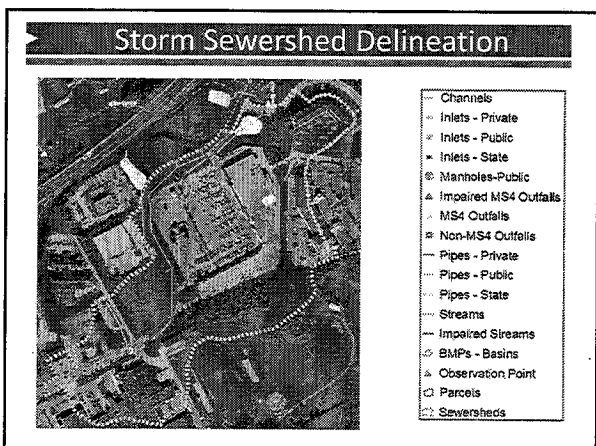 Storm Sewershed Delineation
Channels
Inlets - Private
Inlets - Public
Inlets - State
Manholes-Public
Impaired MS4 Outfalls
MS4 Outfalls
Non-MS4 Outfalls
Pipes - Private
Pipes - Public
Pipes - State
Streams
Impaired Streams
BMPs - Basins
Observation Point
Parcels
Sewersheds